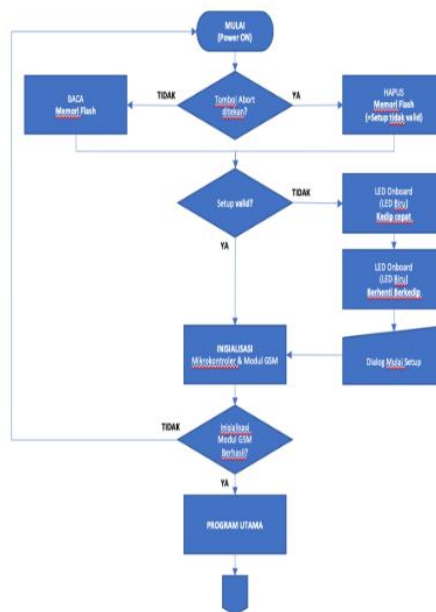 MULAI
(Power ON)
Tombol Abort
ditekan?
TIDAK
YA
BACA
Memori Flash
HAPUS
Memori Flash
(=Setup tidak valid)
Setup valid?
TIDAK
YA
LED Onboard
(LED Biru)
Kedip cepat
LED Onboard
(LED Biru)
Berhenti Berkedip
Dialog Mulai Setup
INISIALISASI
Mikrokontroler & Modul GSM
Inisialisasi
Modul GSM
Berhasil?
TIDAK
YA
PROGRAM UTAMA